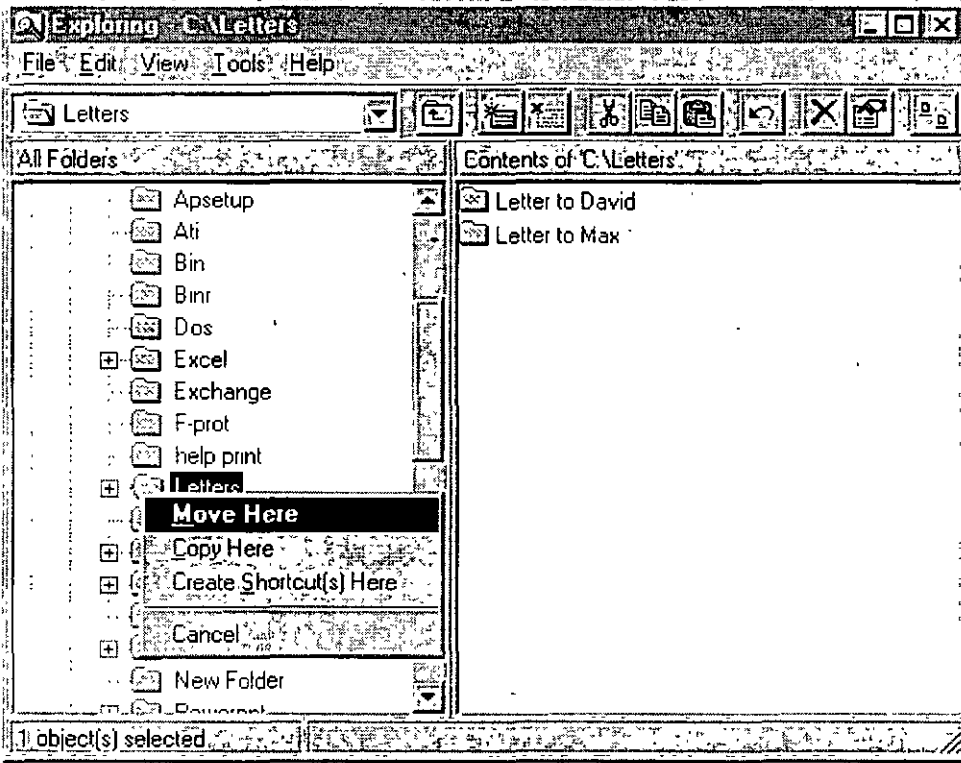 Exploring - C:\Letters
File Edit View Tools Help
Letters
All Folders
Contents of 'C:\Letters'
Apsetup
Ati
Bin
Binr
Dos
Excel
Exchange
F-prot
help print
Letters
Move Here
Copy Here
Create Shortcut(s) Here
Cancel
New Folder
Powerpnt
Letter to David
Letter to Max
1 object(s) selected